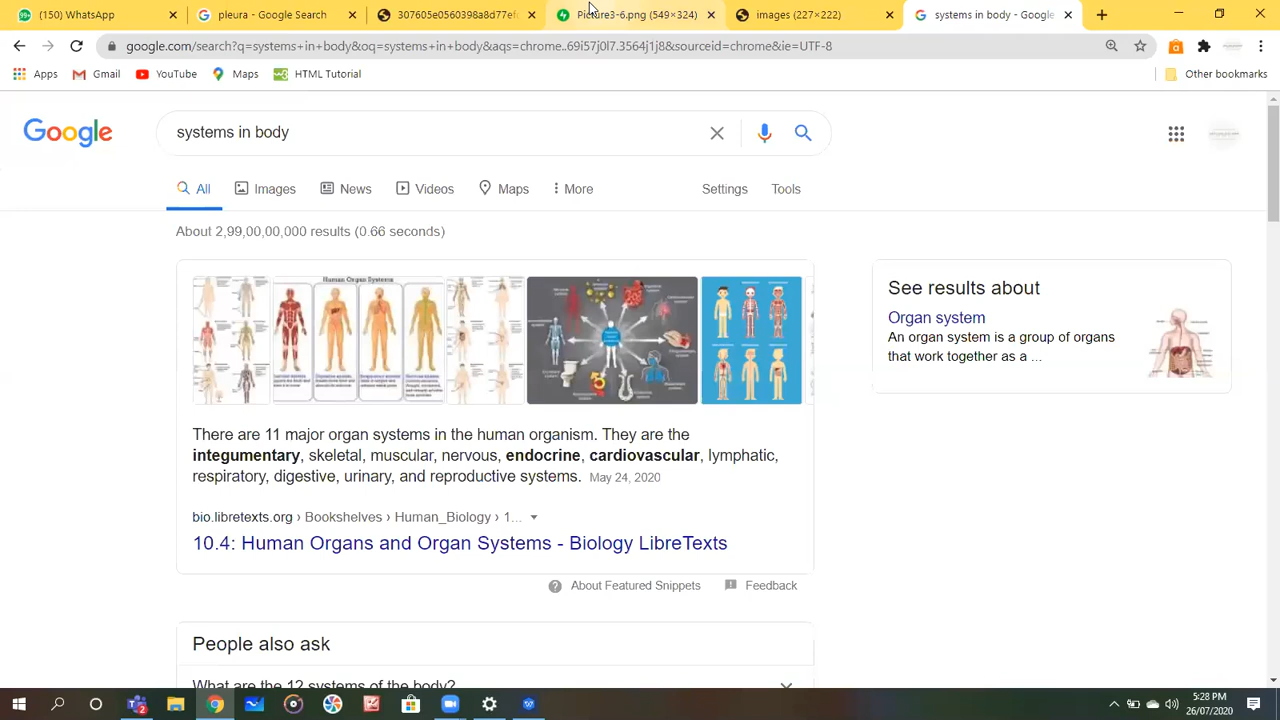 (150) WhatsApp
pleura - Google Search
307605e0560398a8d77ef
Picture3-6.png (549×324)
images (227×222)
systems in body - Google
google.com/search?q=systems+in+body&oq=systems+in+body&aqs=chrome..69i57j0l7.3564j1j8&sourceid=chrome&ie=UTF-8
Apps Gmail YouTube Maps HTML Tutorial Other bookmarks
Google
systems in body
All Images News Videos Maps More Settings Tools
About 2,99,00,00,000 results (0.66 seconds)
Human Organ Systems
There are 11 major organ systems in the human organism. They are the
integumentary, skeletal, muscular, nervous, endocrine, cardiovascular, lymphatic,
respiratory, digestive, urinary, and reproductive systems. May 24, 2020
bio.libretexts.org › Bookshelves › Human_Biology › 1...
10.4: Human Organs and Organ Systems - Biology LibreTexts
About Featured Snippets Feedback
See results about
Organ system
An organ system is a group of organs
that work together as a ...
People also ask
What are the 12 systems of the body?
5:28 PM
26/07/2020